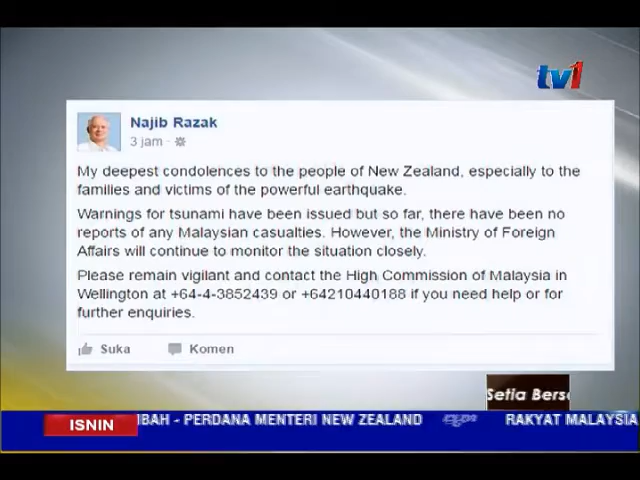 tv1
Najib Razak
3 jam
My deepest condolences to the people of New Zealand, especially to the
families and victims of the powerful earthquake.
Warnings for tsunami have been issued but so far, there have been no
reports of any Malaysian casualties. However, the Ministry of Foreign
Affairs will continue to monitor the situation closely.
Please remain vigilant and contact the High Commission of Malaysia in
Wellington at +64-4-3852439 or +64210440188 if you need help or for
further enquiries.
Suka Komen
Setia Bers
ISNIN IBAH - PERDANA MENTERI NEW ZEALAND RAKYAT MALAYSIA